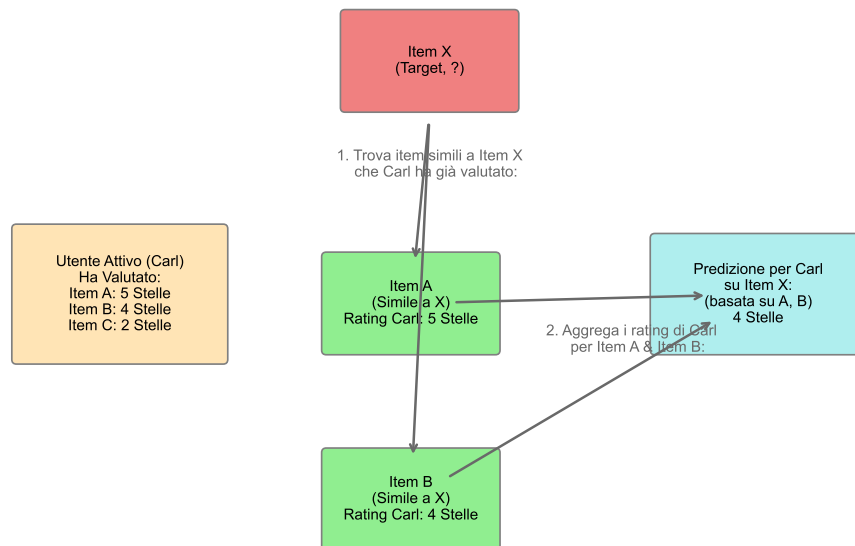 Item X
(Target, ?)
1. Trova item simili a Item X
che Carl ha già valutato:
Utente Attivo (Carl)
Ha Valutato:
Item A: 5 Stelle
Item B: 4 Stelle
Item C: 2 Stelle
Item A
(Simile a X)
Rating Carl: 5 Stelle
Predizione per Carl
su Item X:
(basata su A, B)
4 Stelle
2. Aggrega i rating di Carl
per Item A & Item B:
Item B
(Simile a X)
Rating Carl: 4 Stelle